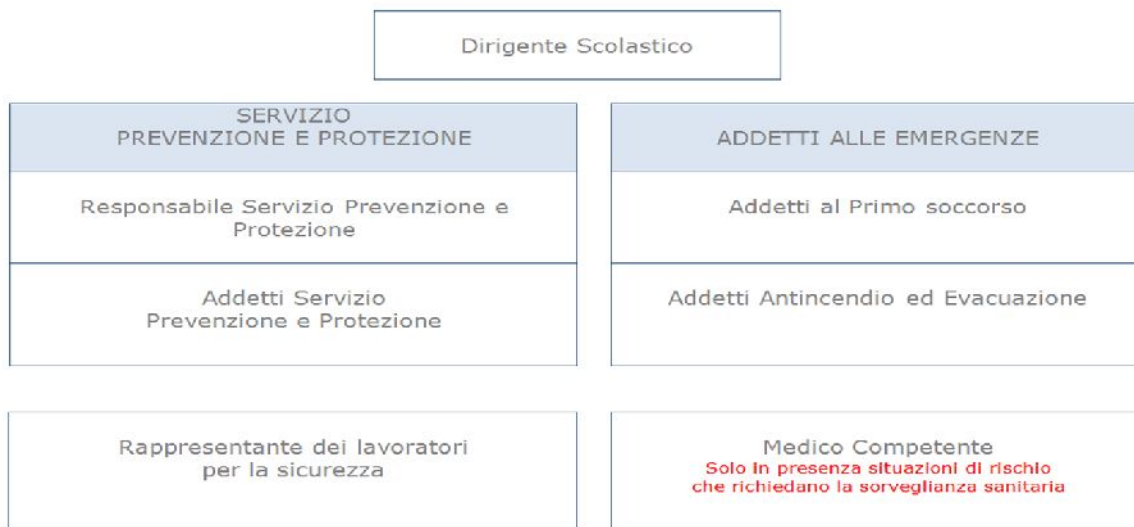 Dirigente Scolastico
SERVIZIO
PREVENZIONE E PROTEZIONE
Responsabile Servizio Prevenzione e
Protezione
Addetti Servizio
Prevenzione e Protezione
ADDETTI ALLE EMERGENZE
Addetti al Primo soccorso
Addetti Antincendio ed Evacuazione
Rappresentante dei lavoratori
per la sicurezza
Medico Competente
Solo in presenza situazioni di rischio
che richiedano la sorveglianza sanitaria